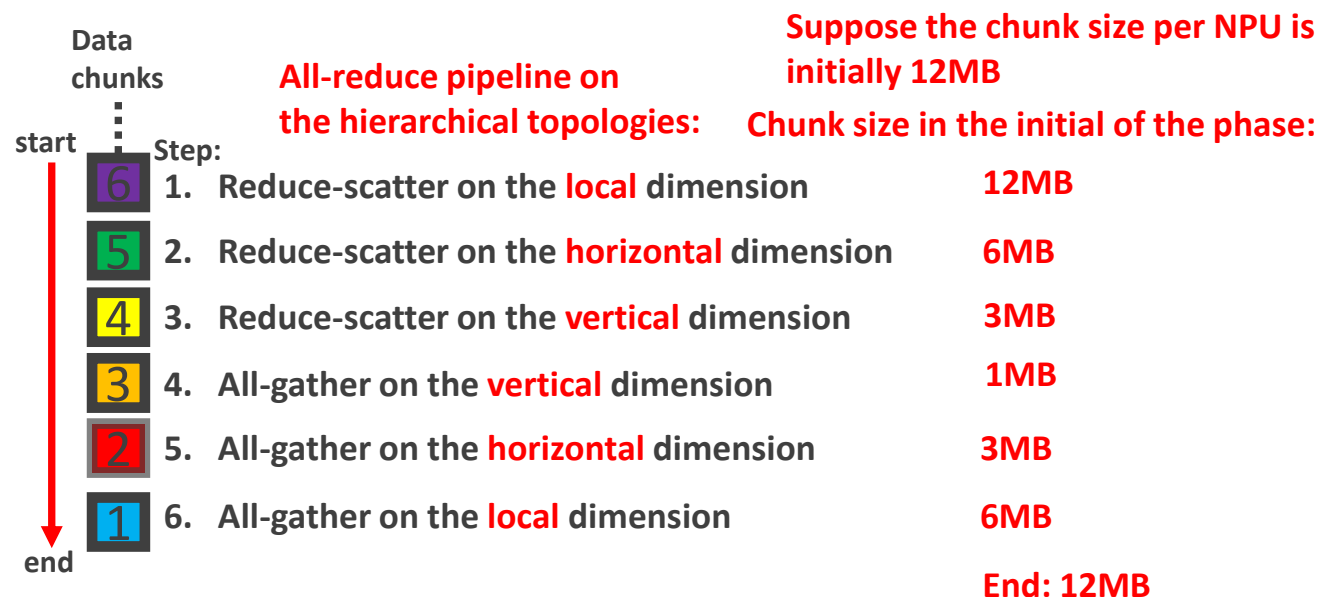 Data
chunks
All-reduce pipeline on
the hierarchical topologies:
Suppose the chunk size per NPU is
initially 12MB
Chunk size in the initial of the phase:
start
Step:
6 1. Reduce-scatter on the local dimension 12MB
5 2. Reduce-scatter on the horizontal dimension 6MB
4 3. Reduce-scatter on the vertical dimension 3MB
3 4. All-gather on the vertical dimension 1MB
2 5. All-gather on the horizontal dimension 3MB
1 6. All-gather on the local dimension 6MB
end
End: 12MB